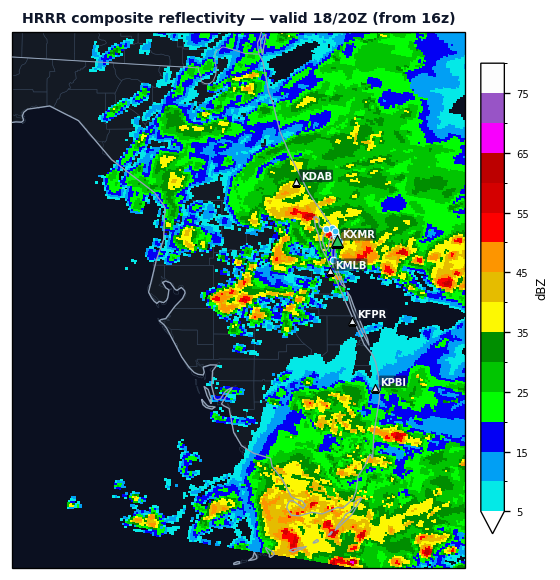 HRRR composite reflectivity — valid 18/20Z (from 16z)
KDAB
KXMR
KMLB
KFPR
KPBI
75
65
55
45
35
25
15
5
dBZ